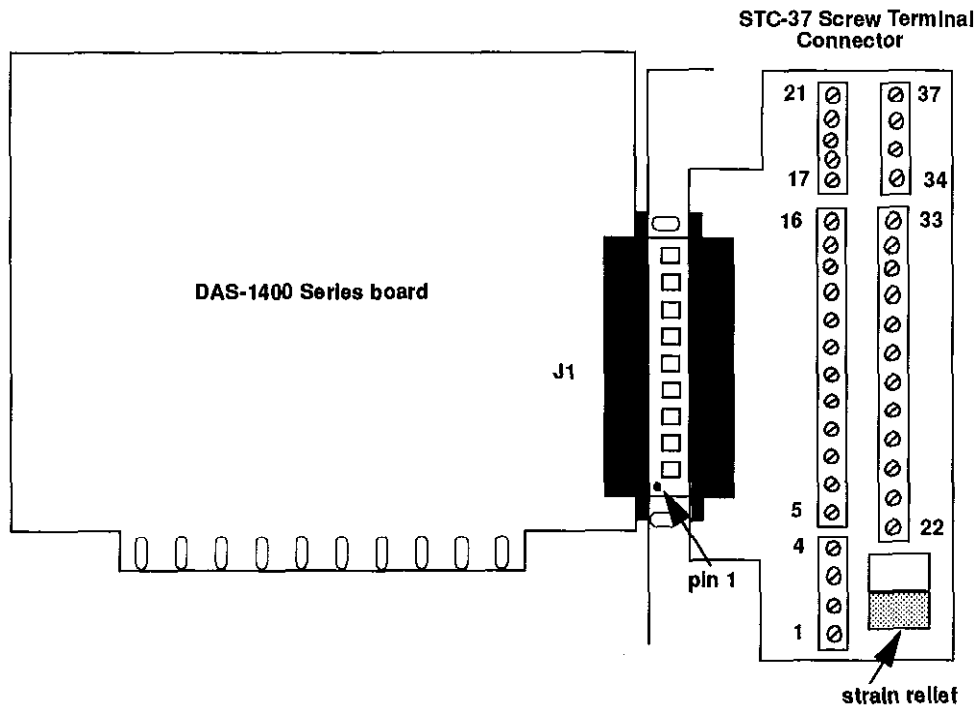 STC-37 Screw Terminal
Connector
21
37
17
34
16
33
DAS-1400 Series board
J1
5
22
4
pin 1
1
strain relief